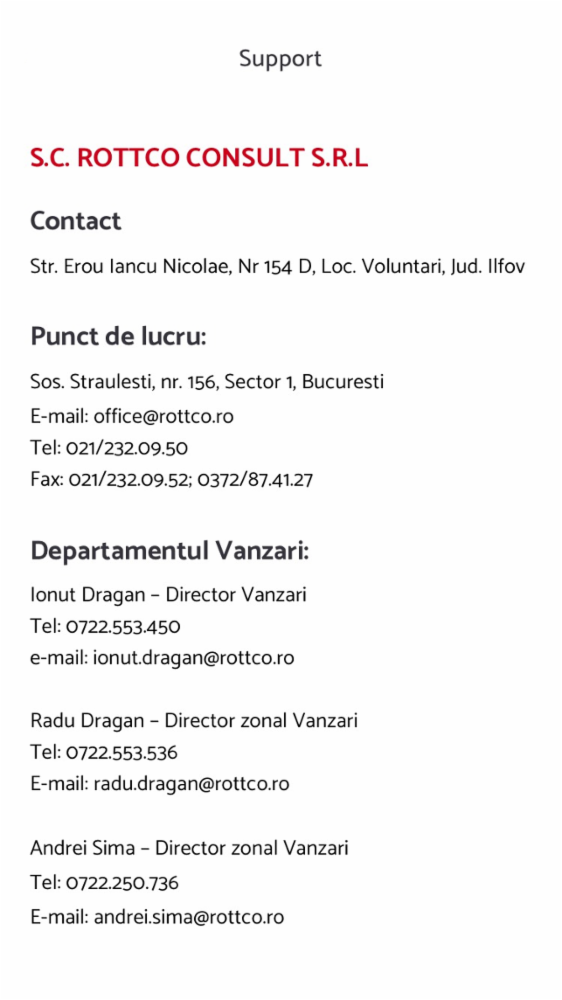 Support
S.C. ROTTCO CONSULT S.R.L
Contact
Str. Erou Iancu Nicolae, Nr 154 D, Loc. Voluntari, Jud. Ilfov
Punct de lucru:
Sos. Straulesti, nr. 156, Sector 1, Bucuresti
E-mail: office@rottco.ro
Tel: 021/232.09.50
Fax: 021/232.09.52; 0372/87.41.27
Departamentul Vanzari:
Ionut Dragan – Director Vanzari
Tel: 0722.553.450
e-mail: ionut.dragan@rottco.ro
Radu Dragan – Director zonal Vanzari
Tel: 0722.553.536
E-mail: radu.dragan@rottco.ro
Andrei Sima – Director zonal Vanzari
Tel: 0722.250.736
E-mail: andrei.sima@rottco.ro